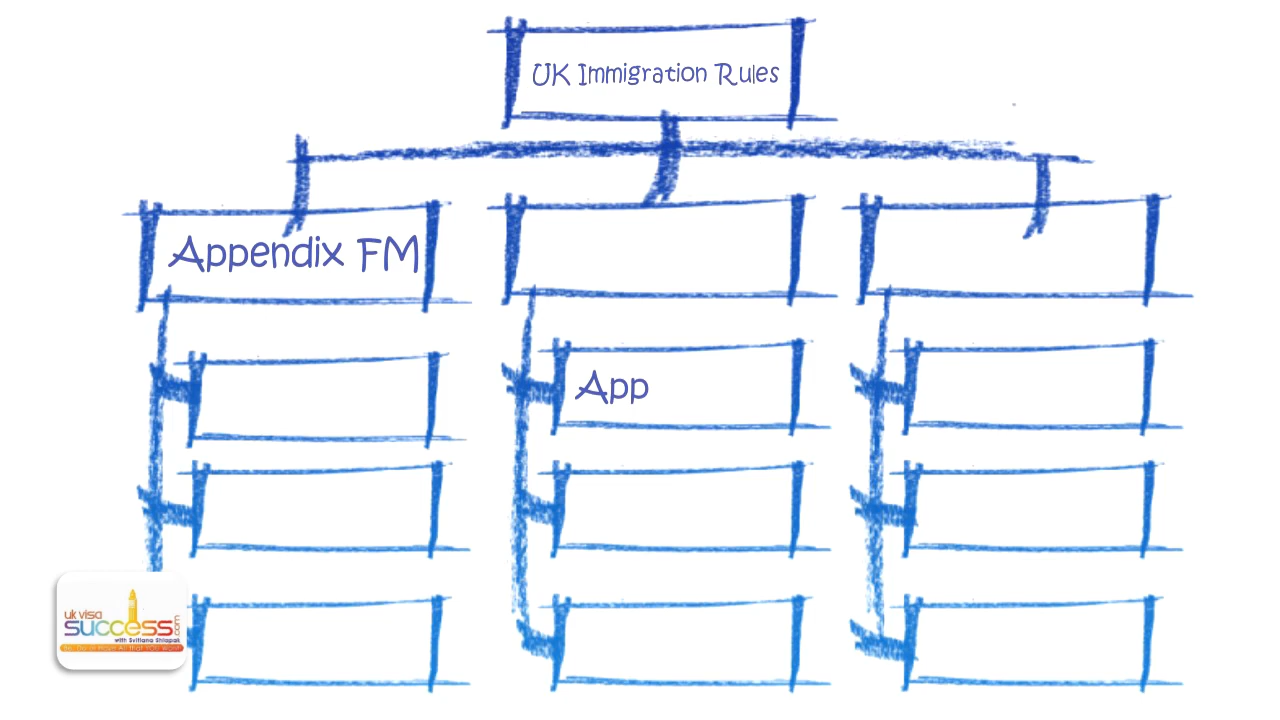 UK Immigration Rules
Appendix FM
App
uk visa
success.com
with Svitlana Shlapak